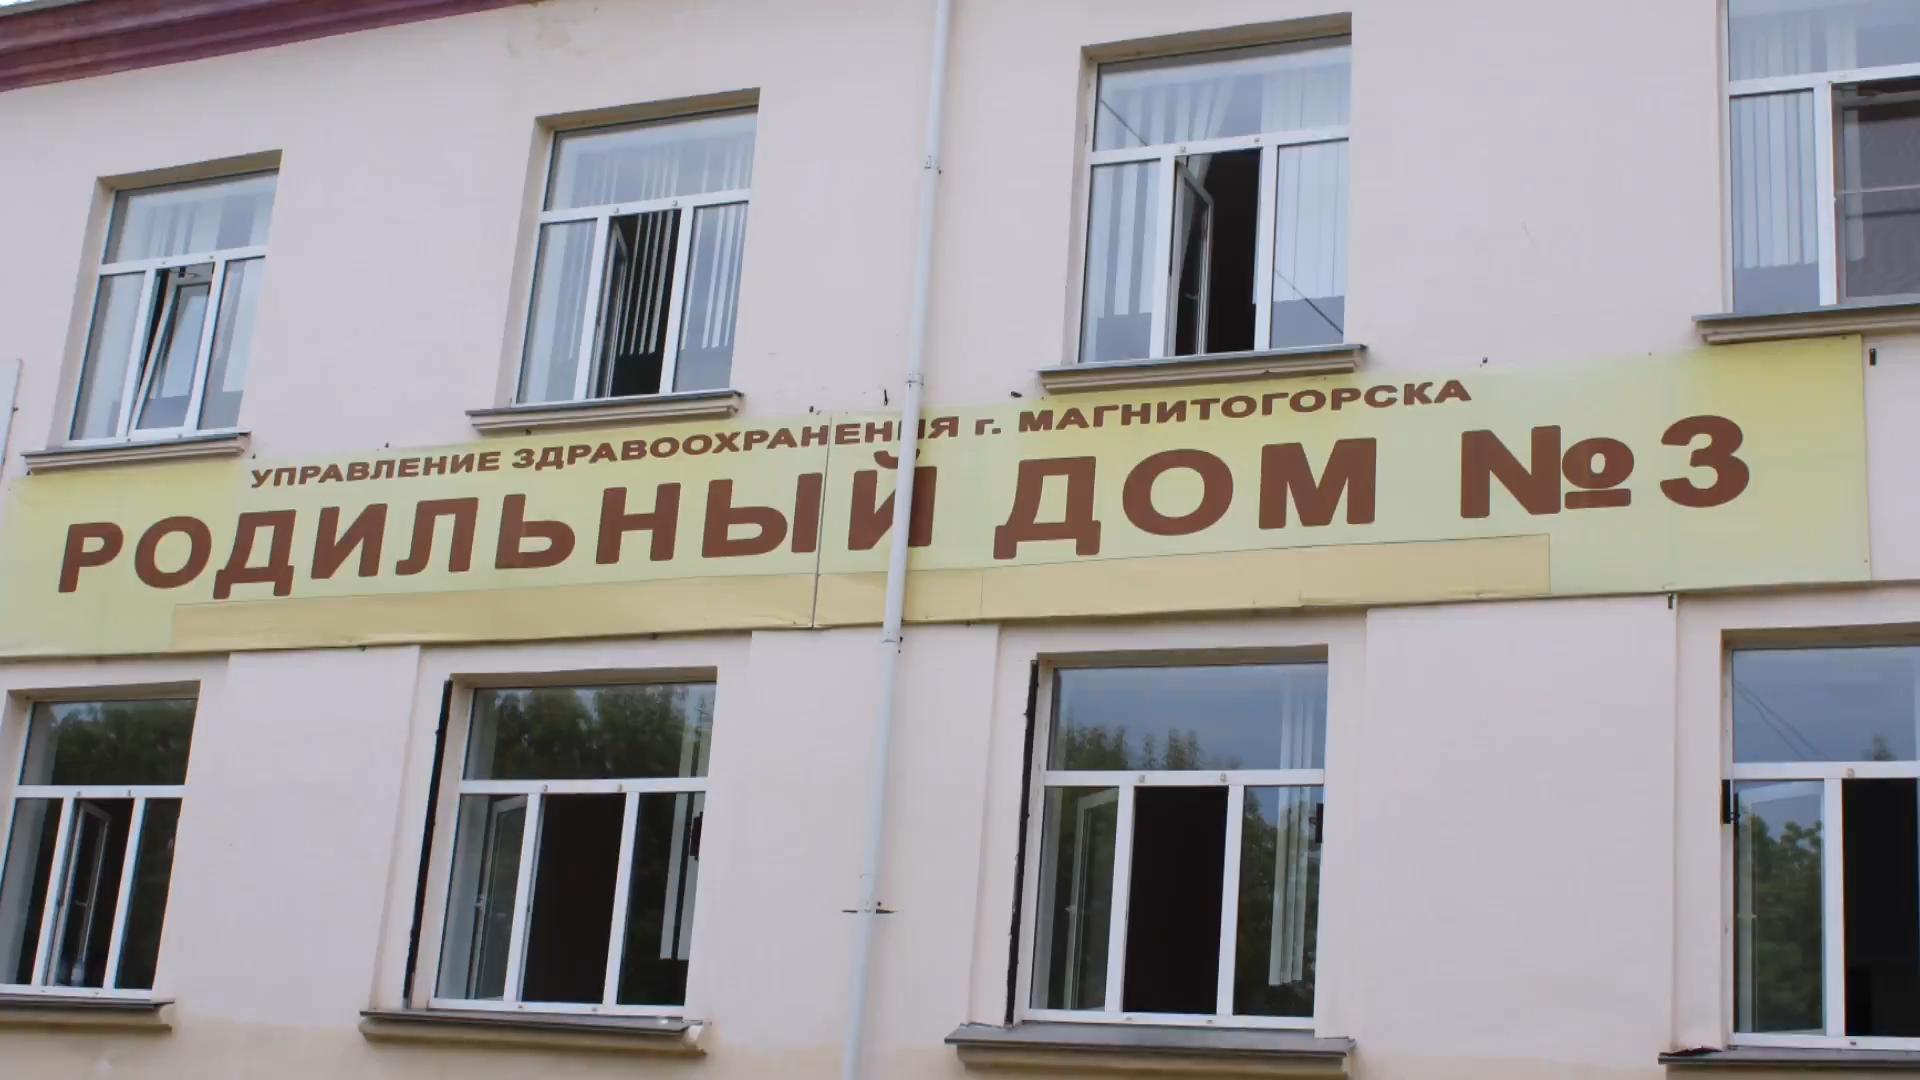 УПРАВЛЕНИЕ ЗДРАВООХРАНЕНИЯ г. МАГНИТОГОРСКА
РОДИЛЬНЫЙ ДОМ №3